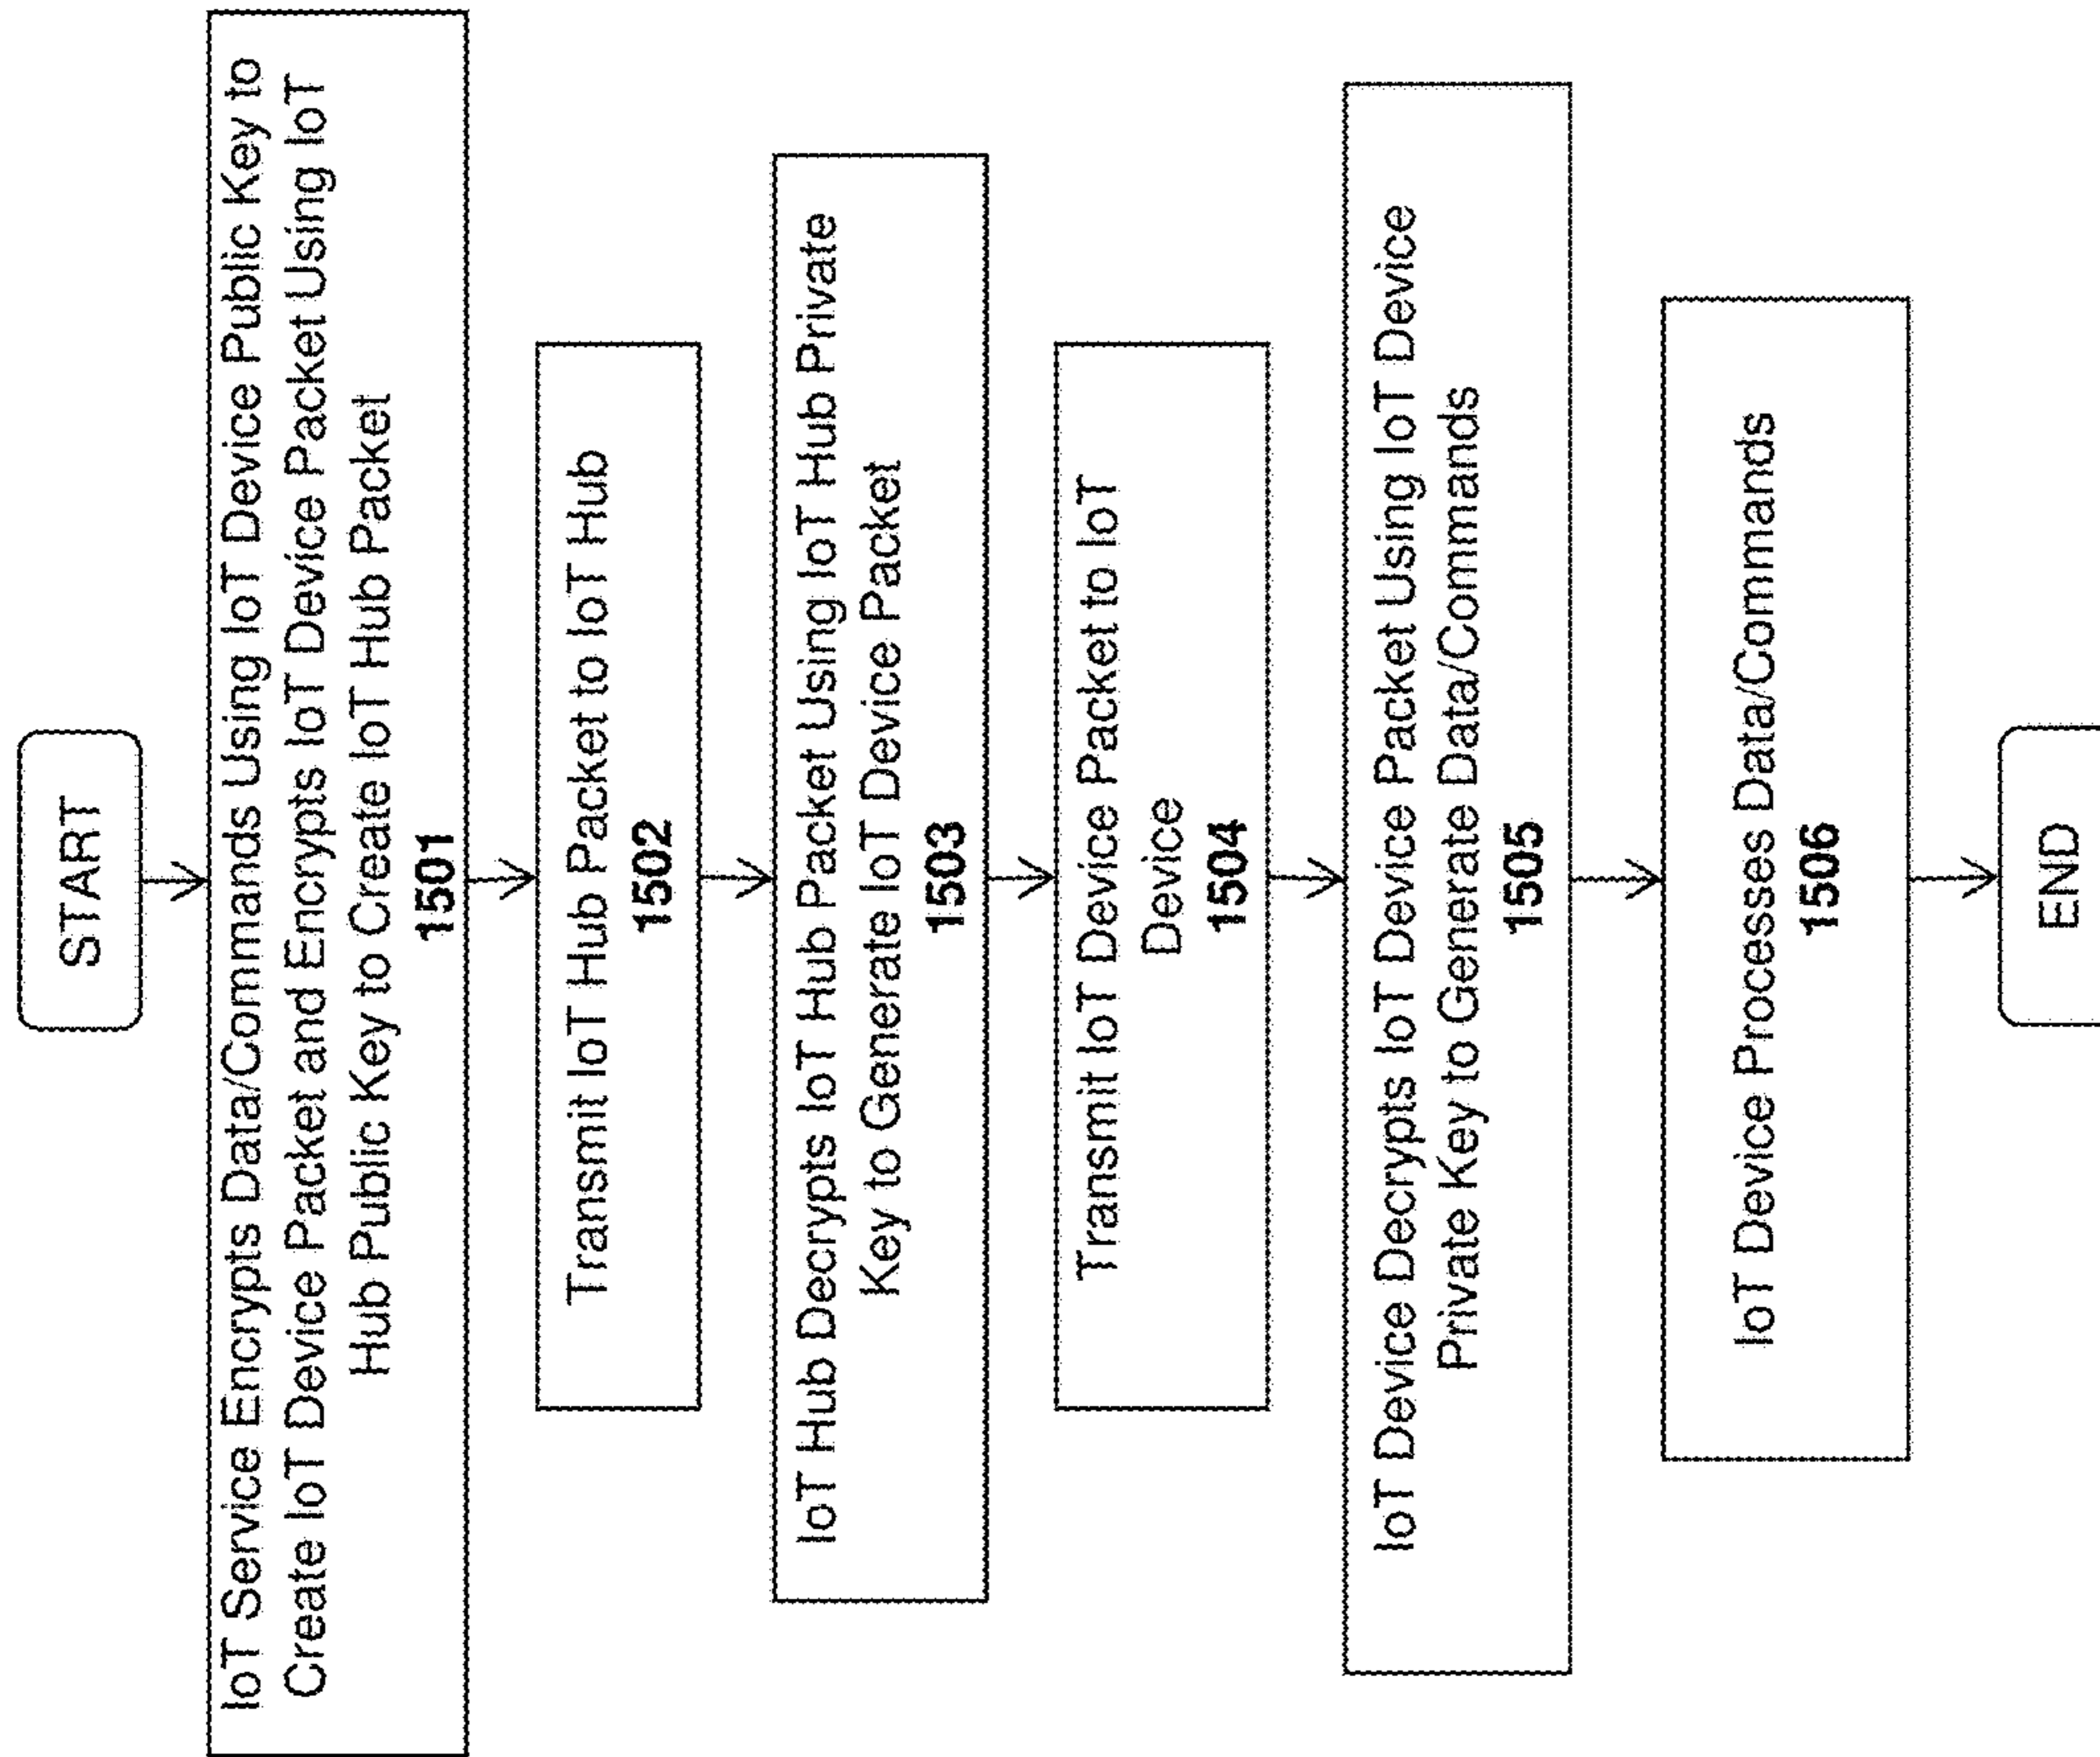 START
IoT Service Encrypts Data/Commands Using IoT Device Public Key to
Create IoT Device Packet and Encrypts IoT Device Packet Using IoT
Hub Public Key to Create IoT Hub Packet
1501
Transmit IoT Hub Packet to IoT Hub
1502
IoT Hub Decrypts IoT Hub Packet Using IoT Hub Private
Key to Generate IoT Device Packet
1503
Transmit IoT Device Packet to IoT
Device
1504
IoT Device Decrypts IoT Device Packet Using IoT Device
Private Key to Generate Data/Commands
1505
IoT Device Processes Data/Commands
1506
END